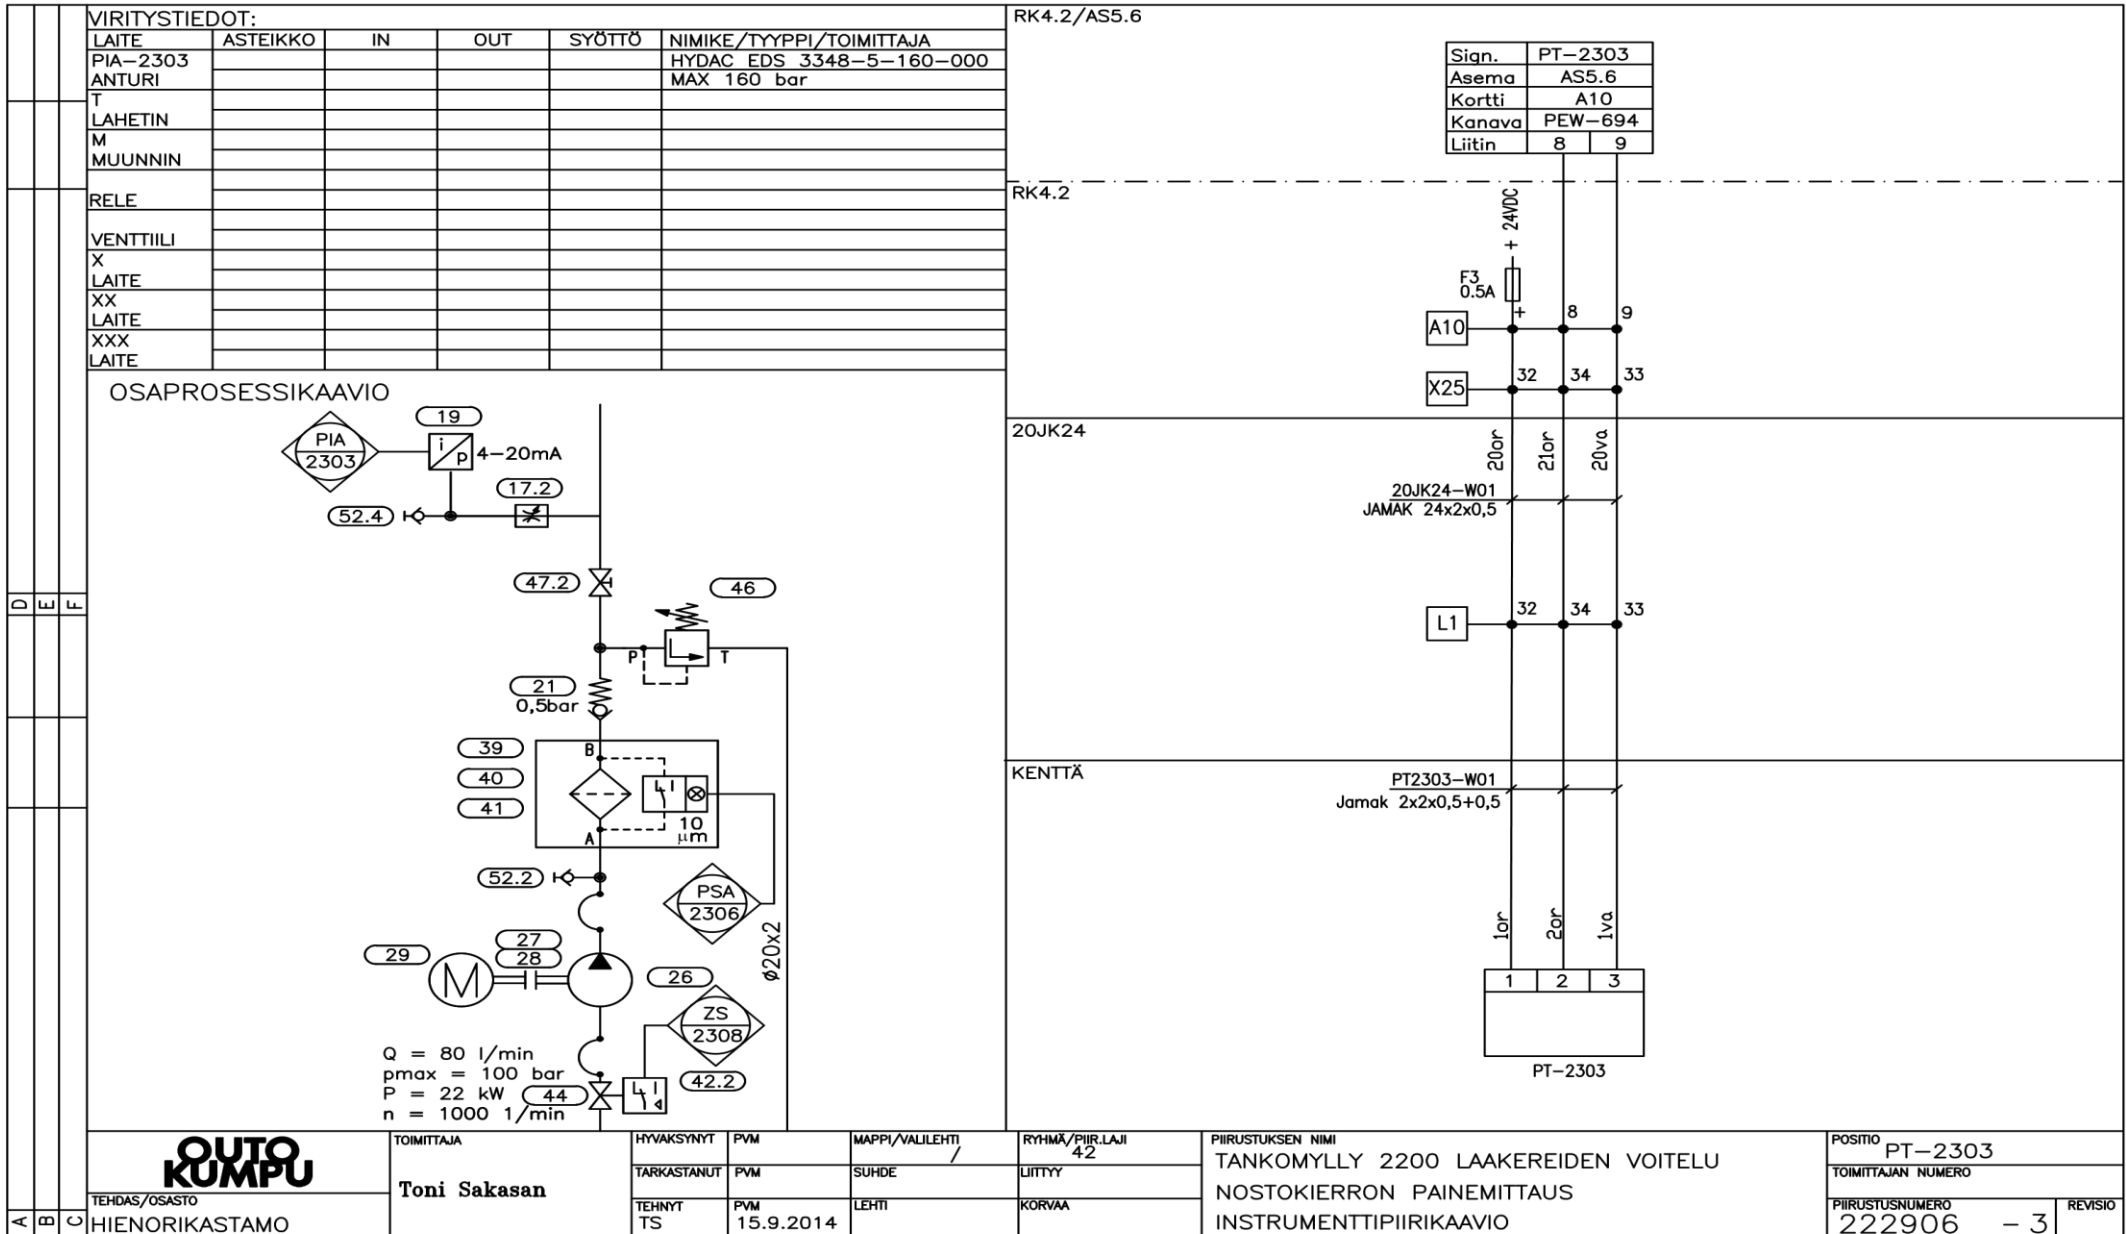 VIRITYSTIEDOT:
LAITE ASTEIKKO IN OUT SYÖTTÖ NIMIKE/TYYPPI/TOIMITTAJA
PIA-2303 HYDAC EDS 3348-5-160-000
ANTURI MAX 160 bar
T
LAHETIN
M
MUUNNIN
RELE
VENTTIILI
X
LAITE
XX
LAITE
XXX
LAITE
OSAPROSESSIKAAVIO
19
PIA
2303
i
p
4-20mA
17.2
52.4
47.2
46
P
T
21
0,5bar
39
B
40
41
10
μm
A
52.2
PSA
2306
ø20x2
27
28
29
M
26
ZS
2308
42.2
Q = 80 l/min
pmax = 100 bar
P = 22 kW
44
n = 1000 1/min
RK4.2/AS5.6
Sign. PT-2303
Asema AS5.6
Kortti A10
Kanava PEW-694
Liitin 8 9
RK4.2
+ 24VDC
F3
0.5A
+ 8 9
A10
32 34 33
X25
20JK24
20or 21or 20va
20JK24-W01
JAMAK 24x2x0,5
32 34 33
L1
KENTTÄ
PT2303-W01
Jamak 2x2x0,5+0,5
1or 2or 1va
1 2 3
PT-2303
D E F
A B C
OUTO
KUMPU
TEHDAS/OSASTO
HIENORIKASTAMO
TOIMITTAJA
Toni Sakasan
HYVAKSYNYT PVM
TARKASTANUT PVM
TEHNYT PVM
TS 15.9.2014
MAPPI/VALILEHTI
/
SUHDE
LEHTI
RYHMÄ/PIIR.LAJI
42
LIITTYY
KORVAA
PIIRUSTUKSEN NIMI
TANKOMYLLY 2200 LAAKEREIDEN VOITELU
NOSTOKIERRON PAINEMITTAUS
INSTRUMENTTIPIIRIKAAVIO
POSITIO
PT-2303
TOIMITTAJAN NUMERO
PIIRUSTUSNUMERO REVISIO
222906 - 3